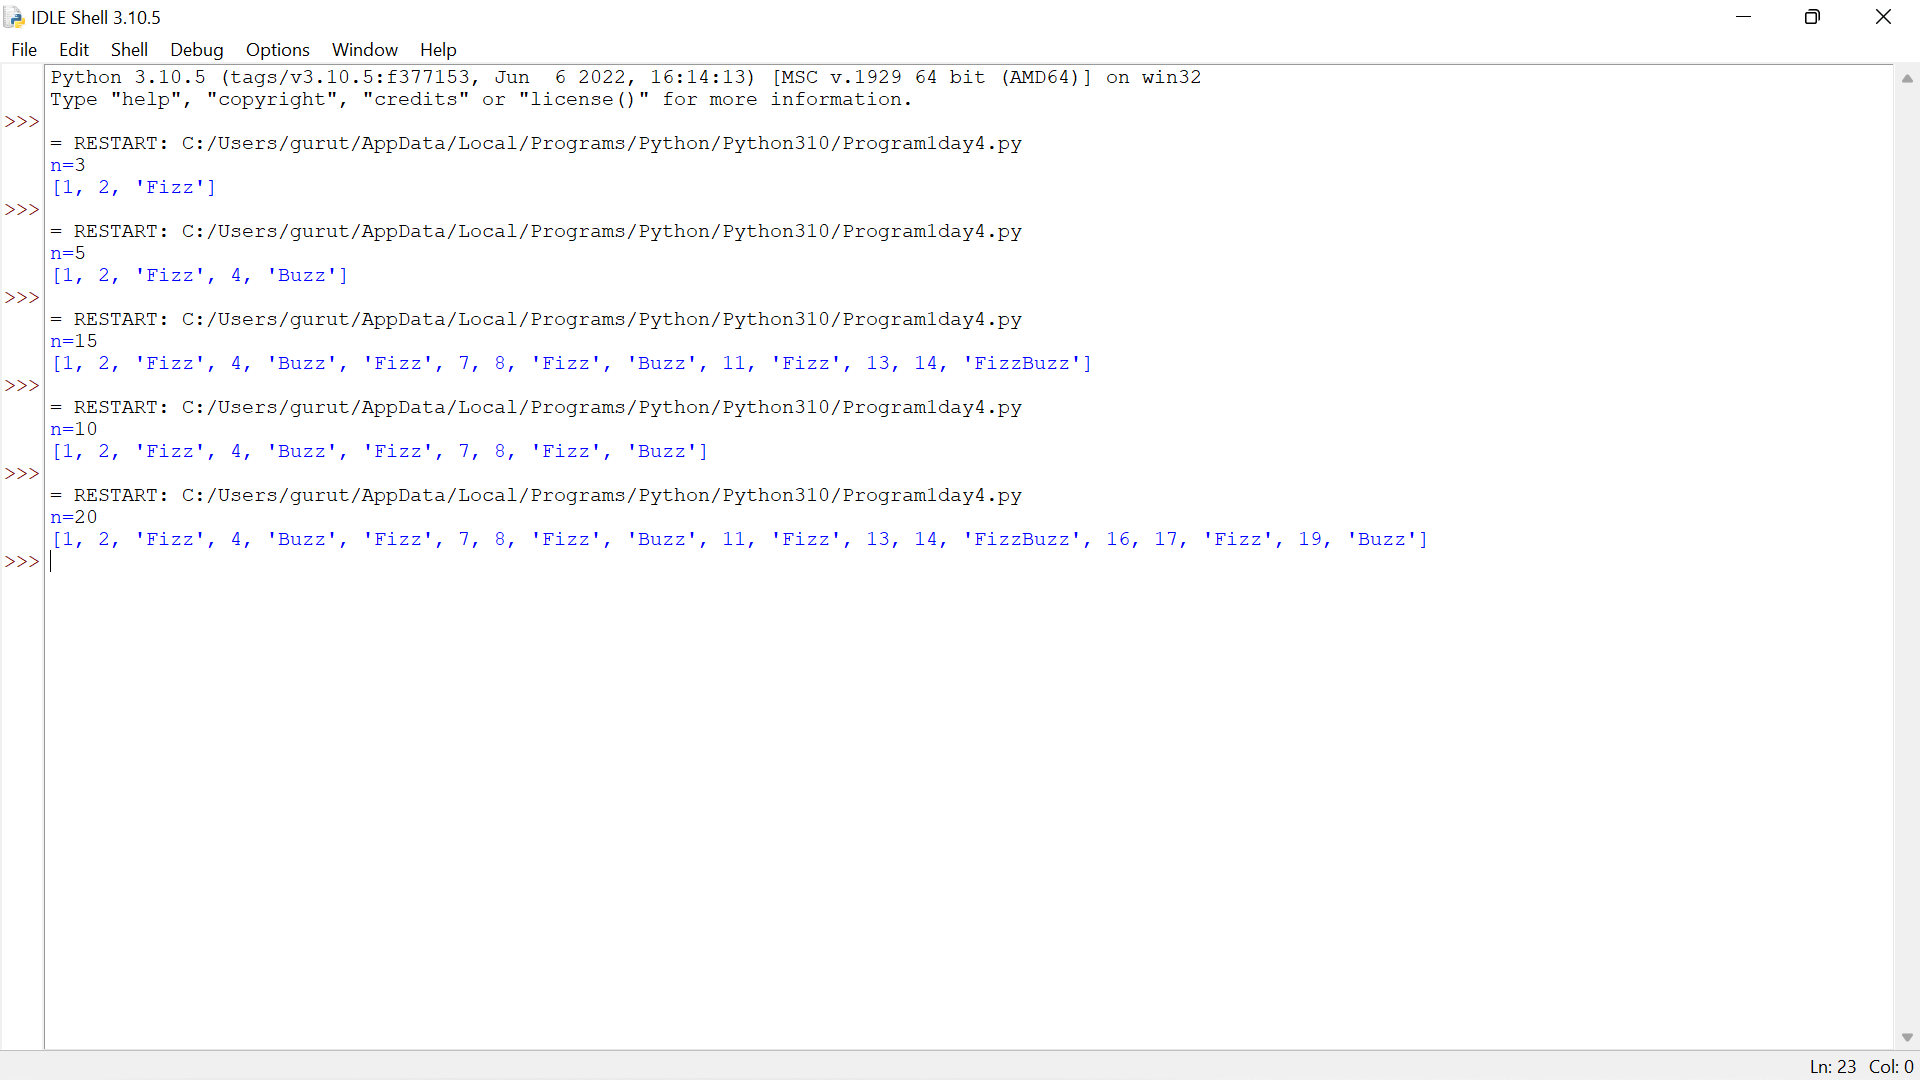 IDLE Shell 3.10.5
File Edit Shell Debug Options Window Help
Python 3.10.5 (tags/v3.10.5:f377153, Jun  6 2022, 16:14:13) [MSC v.1929 64 bit (AMD64)] on win32
Type "help", "copyright", "credits" or "license()" for more information.
>>>
= RESTART: C:/Users/gurut/AppData/Local/Programs/Python/Python310/Program1day4.py
n=3
[1, 2, 'Fizz']
>>>
= RESTART: C:/Users/gurut/AppData/Local/Programs/Python/Python310/Program1day4.py
n=5
[1, 2, 'Fizz', 4, 'Buzz']
>>>
= RESTART: C:/Users/gurut/AppData/Local/Programs/Python/Python310/Program1day4.py
n=15
[1, 2, 'Fizz', 4, 'Buzz', 'Fizz', 7, 8, 'Fizz', 'Buzz', 11, 'Fizz', 13, 14, 'FizzBuzz']
>>>
= RESTART: C:/Users/gurut/AppData/Local/Programs/Python/Python310/Program1day4.py
n=10
[1, 2, 'Fizz', 4, 'Buzz', 'Fizz', 7, 8, 'Fizz', 'Buzz']
>>>
= RESTART: C:/Users/gurut/AppData/Local/Programs/Python/Python310/Program1day4.py
n=20
[1, 2, 'Fizz', 4, 'Buzz', 'Fizz', 7, 8, 'Fizz', 'Buzz', 11, 'Fizz', 13, 14, 'FizzBuzz', 16, 17, 'Fizz', 19, 'Buzz']
>>>
Ln: 23 Col: 0